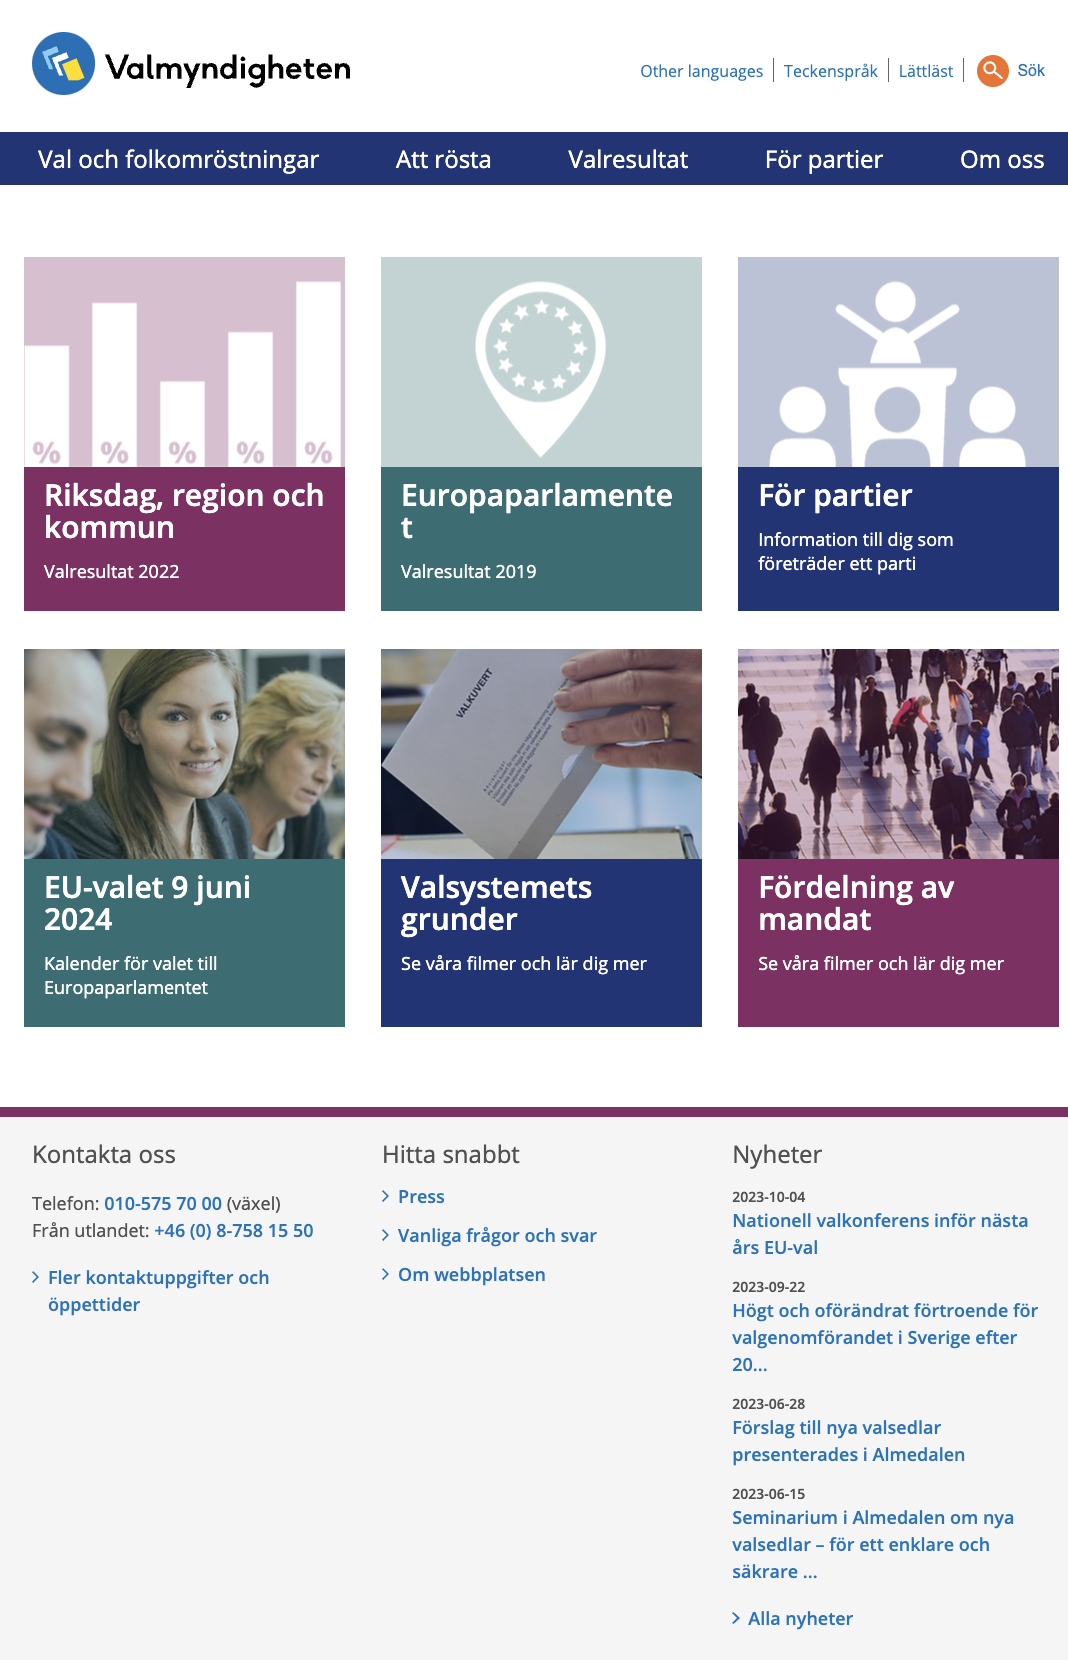 Valmyndigheten
Other languages
Teckenspråk
Lättläst
Sök
Val och folkomröstningar
Att rösta
Valresultat
För partier
Om oss
% % % % %
Riksdag, region och
kommun
Valresultat 2022
Europaparlamente
t
Valresultat 2019
För partier
Information till dig som
företräder ett parti
EU-valet 9 juni
2024
Kalender för valet till
Europaparlamentet
VALKUVERT
Valsystemets
grunder
Se våra filmer och lär dig mer
Fördelning av
mandat
Se våra filmer och lär dig mer
Kontakta oss
Telefon: 010-575 70 00 (växel)
Från utlandet: +46 (0) 8-758 15 50
Fler kontaktuppgifter och
öppettider
Hitta snabbt
Press
Vanliga frågor och svar
Om webbplatsen
Nyheter
2023-10-04
Nationell valkonferens inför nästa
års EU-val
2023-09-22
Högt och oförändrat förtroende för
valgenomförandet i Sverige efter
20...
2023-06-28
Förslag till nya valsedlar
presenterades i Almedalen
2023-06-15
Seminarium i Almedalen om nya
valsedlar – för ett enklare och
säkrare ...
Alla nyheter